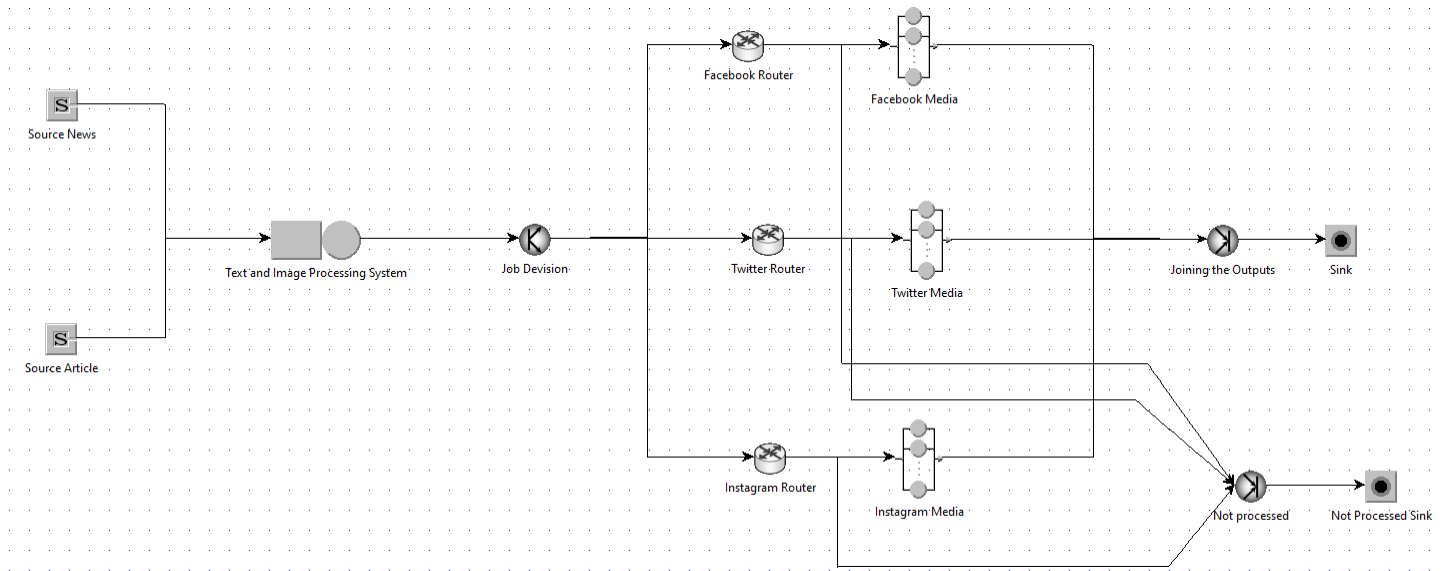 Facebook Router
Facebook Media
S
Source News
Text and Image Processing System
Job Devision
Twitter Router
Twitter Media
Joining the Outputs
Sink
S
Source Article
Instagram Router
Instagram Media
Not processed
Not Processed Sink